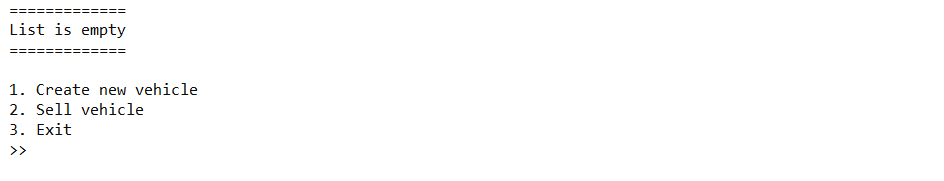 =============
List is empty
=============
1. Create new vehicle
2. Sell vehicle
3. Exit
>>